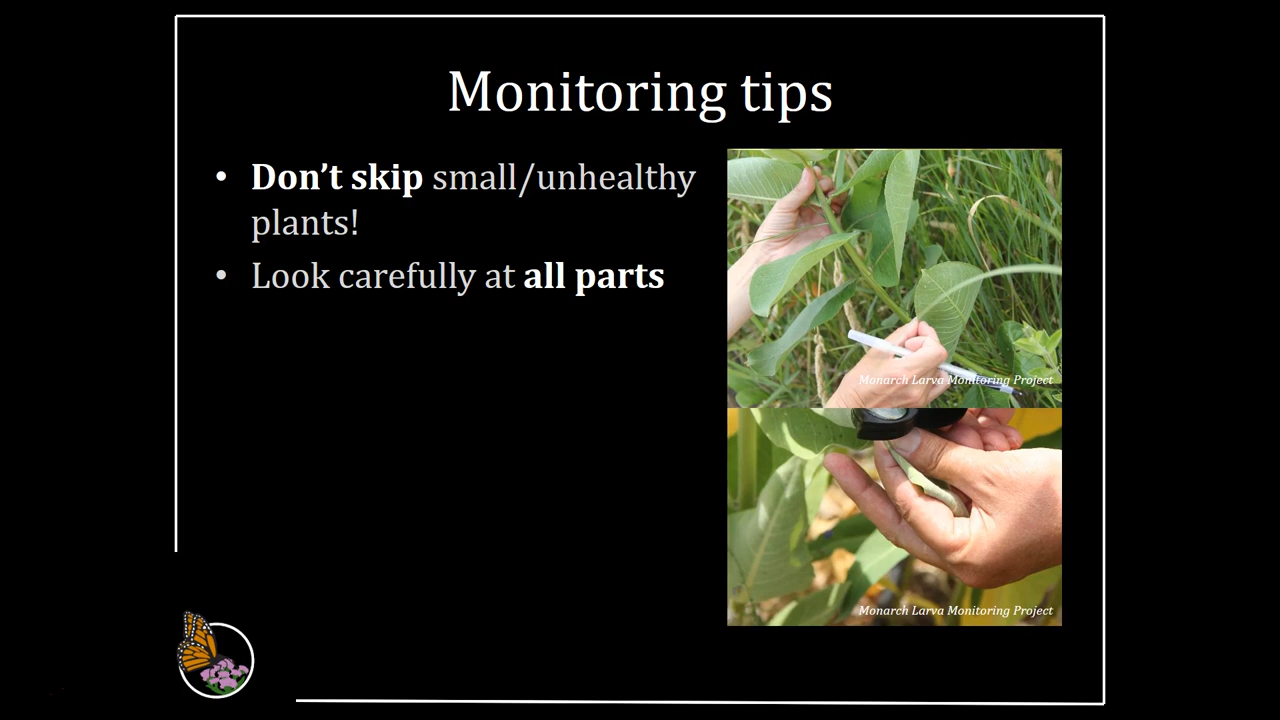 Monitoring tips
• Don’t skip small/unhealthy
plants!
• Look carefully at all parts
Monarch Larva Monitoring Project
Monarch Larva Monitoring Project